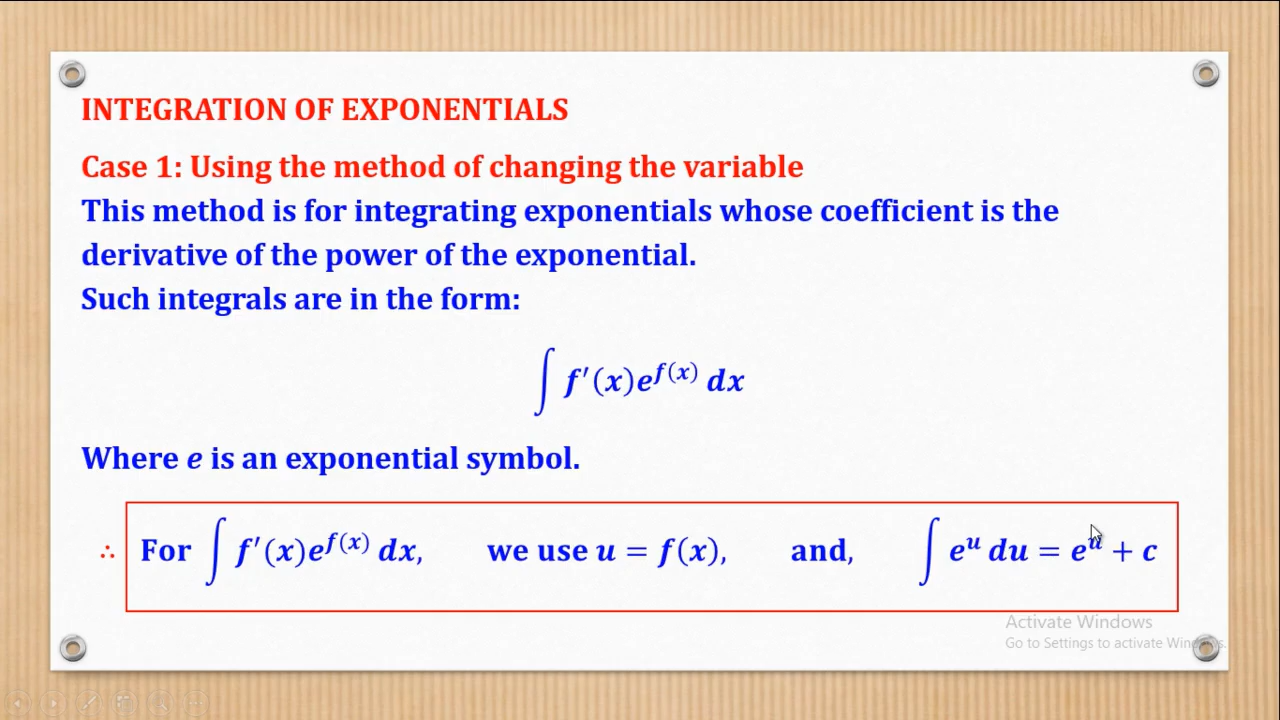 INTEGRATION OF EXPONENTIALS
Case 1: Using the method of changing the variable
This method is for integrating exponentials whose coefficient is the
derivative of the power of the exponential.
Such integrals are in the form:
∫ f′(x)e^{f(x)} dx
Where e is an exponential symbol.
∴ For ∫ f′(x)e^{f(x)} dx, we use u = f(x), and, ∫ e^u du = e^u + c
Activate Windows
Go to Settings to activate Windows.